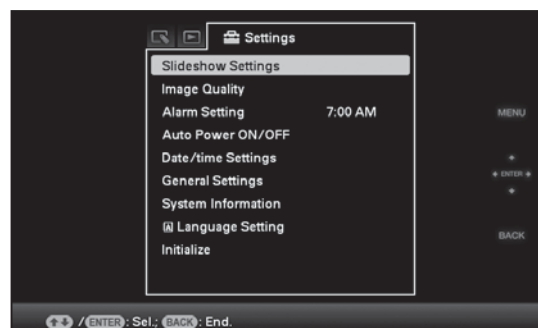 Settings
Slideshow Settings
Image Quality
Alarm Setting 7:00 AM
Auto Power ON/OFF
Date/time Settings
General Settings
System Information
A Language Setting
Initialize
MENU
ENTER
BACK
/ENTER: Sel.; BACK: End.